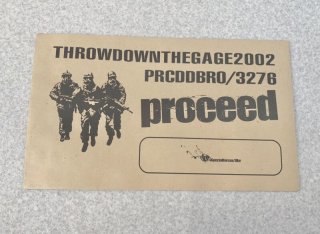 THROWDOWNTHEGAGE2002
PRCDDBRO/3276
proceed